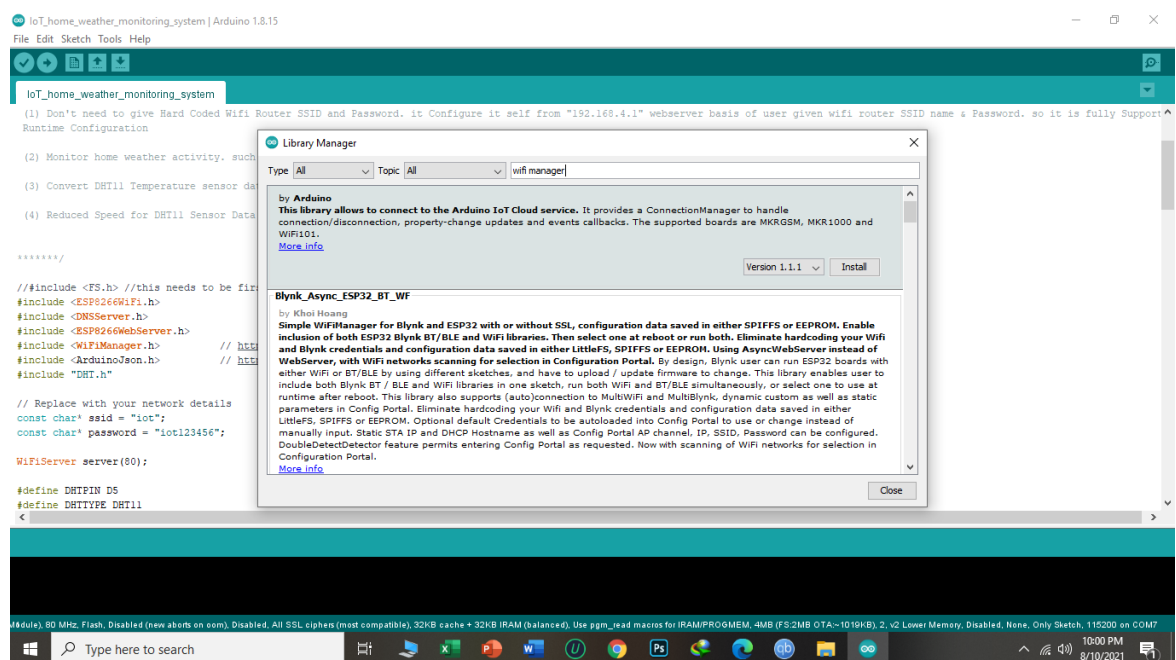 IoT_home_weather_monitoring_system | Arduino 1.8.15
File Edit Sketch Tools Help
IoT_home_weather_monitoring_system
(1) Don't need to give Hard Coded Wifi Router SSID and Password. it Configure it self from "192.168.4.1" webserver basis of user given wifi router SSID name & Password. so it is fully Support
Runtime Configuration
(2) Monitor home weather activity. such
(3) Convert DHT11 Temperature sensor da
(4) Reduced Speed for DHT11 Sensor Data
*******/
//#include <FS.h> //this needs to be fir
#include <ESP8266WiFi.h>
#include <DNSServer.h>
#include <ESP8266WebServer.h>
#include <WiFiManager.h> // htt
#include <ArduinoJson.h> // htt
#include "DHT.h"
// Replace with your network details
const char* ssid = "iot";
const char* password = "iot123456";
WiFiServer server(80);
#define DHTPIN D5
#define DHTTYPE DHT11
Library Manager
Type All Topic All wifi manager
by Arduino
This library allows to connect to the Arduino IoT Cloud service. It provides a ConnectionManager to handle
connection/disconnection, property-change updates and events callbacks. The supported boards are MKRGSM, MKR1000 and
WiFi101.
More info
Version 1.1.1 Install
Blynk_Async_ESP32_BT_WF
by Khoi Hoang
Simple WiFiManager for Blynk and ESP32 with or without SSL, configuration data saved in either SPIFFS or EEPROM. Enable
inclusion of both ESP32 Blynk BT/BLE and WiFi libraries. Then select one at reboot or run both. Eliminate hardcoding your Wifi
and Blynk credentials and configuration data saved in either LittleFS, SPIFFS or EEPROM. Using AsyncWebServer instead of
WebServer, with WiFi networks scanning for selection in Configuration Portal. By design, Blynk user can run ESP32 boards with
either WiFi or BT/BLE by using different sketches, and have to upload / update firmware to change. This library enables user to
include both Blynk BT / BLE and WiFi libraries in one sketch, run both WiFi and BT/BLE simultaneously, or select one to use at
runtime after reboot. This library also supports (auto)connection to MultiWiFi and MultiBlynk, dynamic custom as well as static
parameters in Config Portal. Eliminate hardcoding your Wifi and Blynk credentials and configuration data saved in either
LittleFS, SPIFFS or EEPROM. Optional default Credentials to be autoloaded into Config Portal to use or change instead of
manually input. Static STA IP and DHCP Hostname as well as Config Portal AP channel, IP, SSID, Password can be configured.
DoubleDetectDetector feature permits entering Config Portal as requested. Now with scanning of WiFi networks for selection in
Configuration Portal.
More info
Close
Module), 80 MHz, Flash, Disabled (new aborts on oom), Disabled, All SSL ciphers (most compatible), 32KB cache + 32KB IRAM (balanced), Use pgm_read macros for IRAM/PROGMEM, 4MB (FS:2MB OTA:~1019KB), 2, v2 Lower Memory, Disabled, None, Only Sketch, 115200 on COM7
Type here to search
10:00 PM
8/10/2021